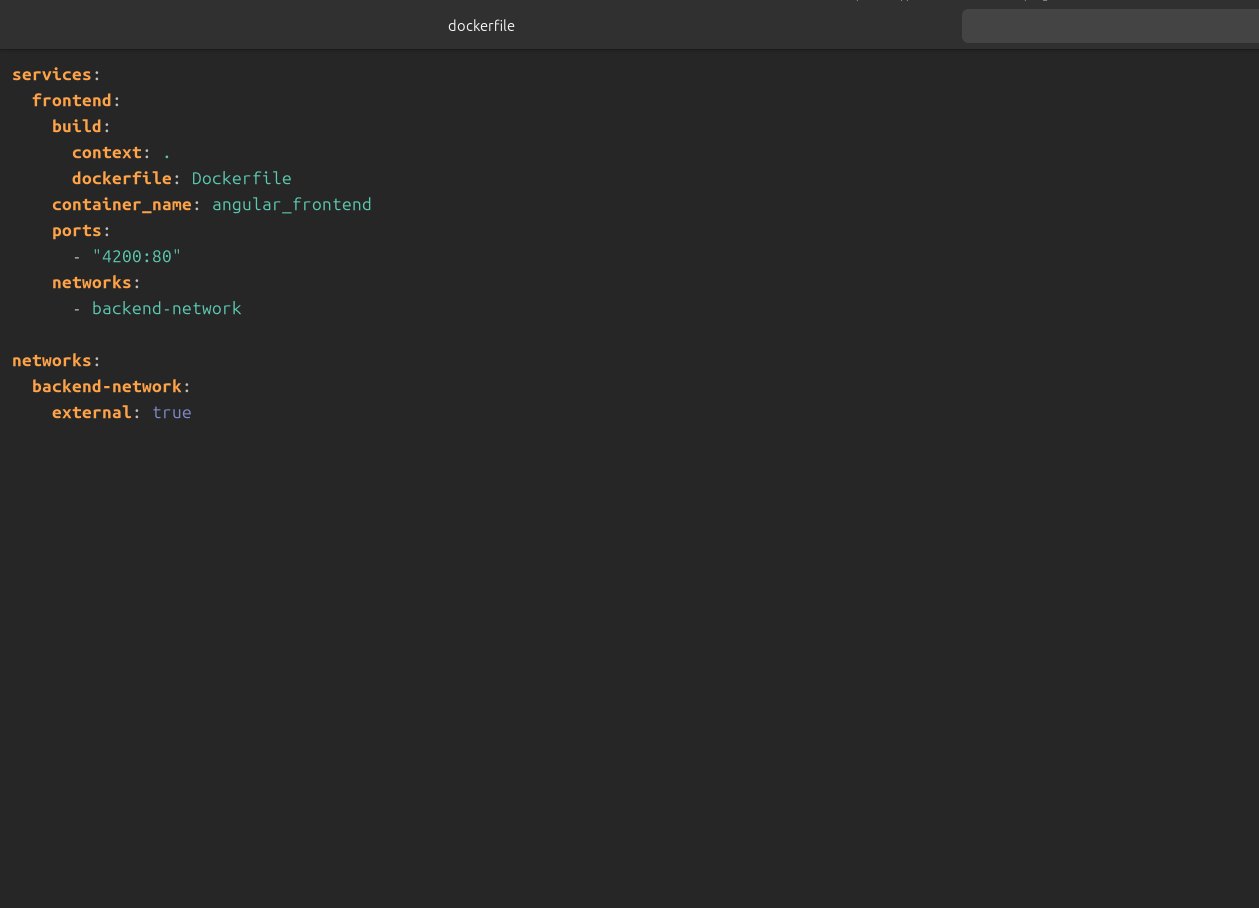 dockerfile
services:
  frontend:
    build:
      context: .
      dockerfile: Dockerfile
    container_name: angular_frontend
    ports:
      - "4200:80"
    networks:
      - backend-network
networks:
  backend-network:
    external: true